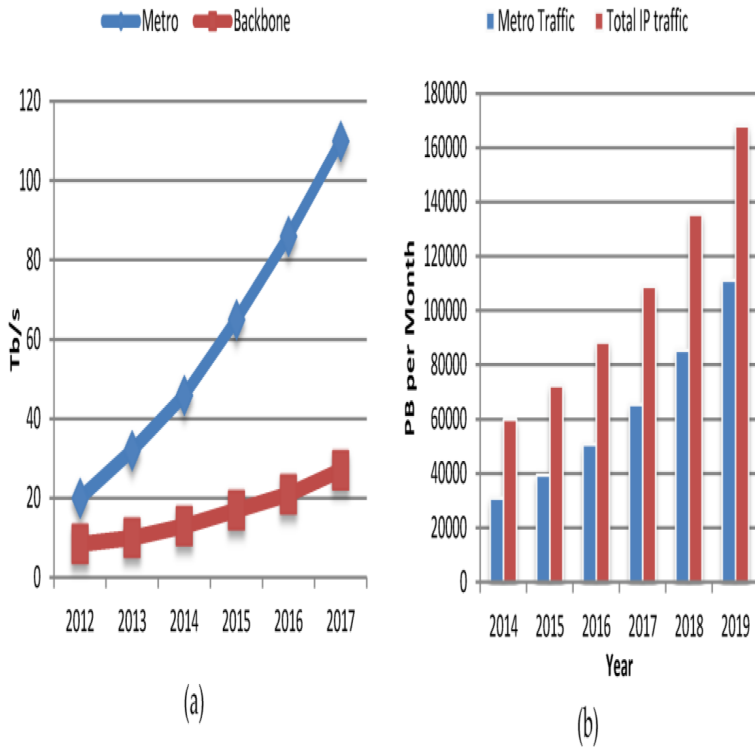 Metro Backbone
Tb/s
120
100
80
60
40
20
0
2012 2013 2014 2015 2016 2017
(a)
Metro Traffic Total IP traffic
PB per Month
180000
160000
140000
120000
100000
80000
60000
40000
20000
0
2014 2015 2016 2017 2018 2019
Year
(b)